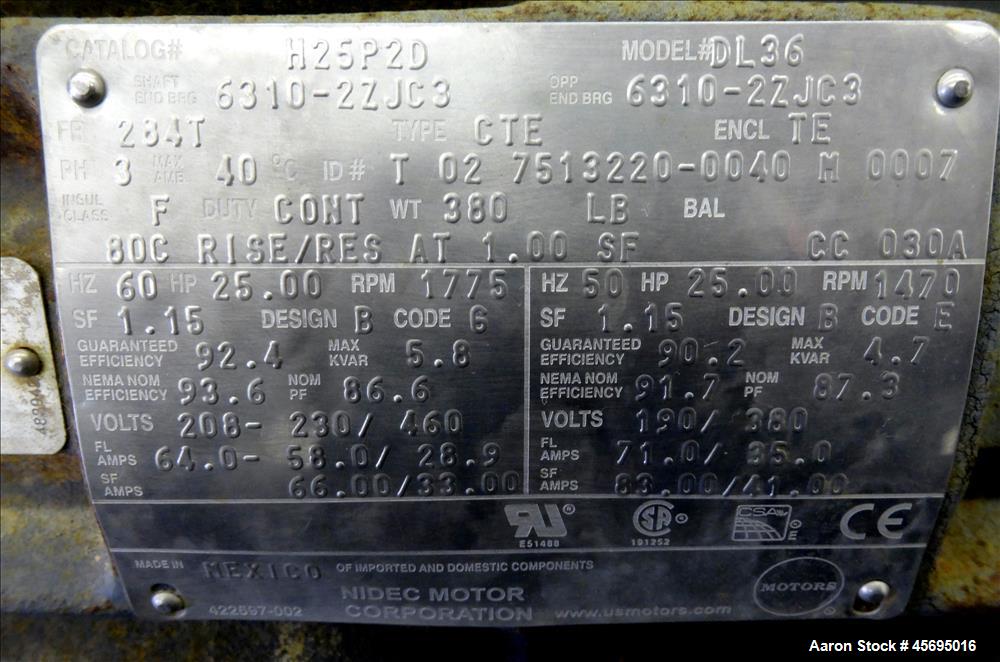 CATALOG# H25P2D MODEL# DL36
SHAFT END BRG 6310-2ZJC3 OPP END BRG 6310-2ZJC3
FR 284T TYPE CTE ENCL TE
PH 3 MAX AMB 40 °C ID# T 02 7513220-0040 M 0007
INSUL CLASS F DUTY CONT WT 380 LB BAL
80C RISE/RES AT 1.00 SF CC 030A
HZ 60 HP 25.00 RPM 1775
SF 1.15 DESIGN B CODE G
GUARANTEED EFFICIENCY 92.4 MAX KVAR 5.8
NEMA NOM EFFICIENCY 93.6 NOM PF 86.6
VOLTS 208- 230/ 460
FL AMPS 64.0- 58.0/ 28.9
SF AMPS 66.00/33.00
HZ 50 HP 25.00 RPM 1470
SF 1.15 DESIGN B CODE E
GUARANTEED EFFICIENCY 90.2 MAX KVAR 4.7
NEMA NOM EFFICIENCY 91.7 NOM PF 87.3
VOLTS 190/ 380
FL AMPS 71.0/ 35.0
SF AMPS 83.00/41.00
RU ® SA ® CSA CE
E51488 191252 E
MADE IN MEXICO OF IMPORTED AND DOMESTIC COMPONENTS
NIDEC MOTOR
CORPORATION www.usmotors.com
422697-002
MOTORS ®
Aaron Stock # 45695016